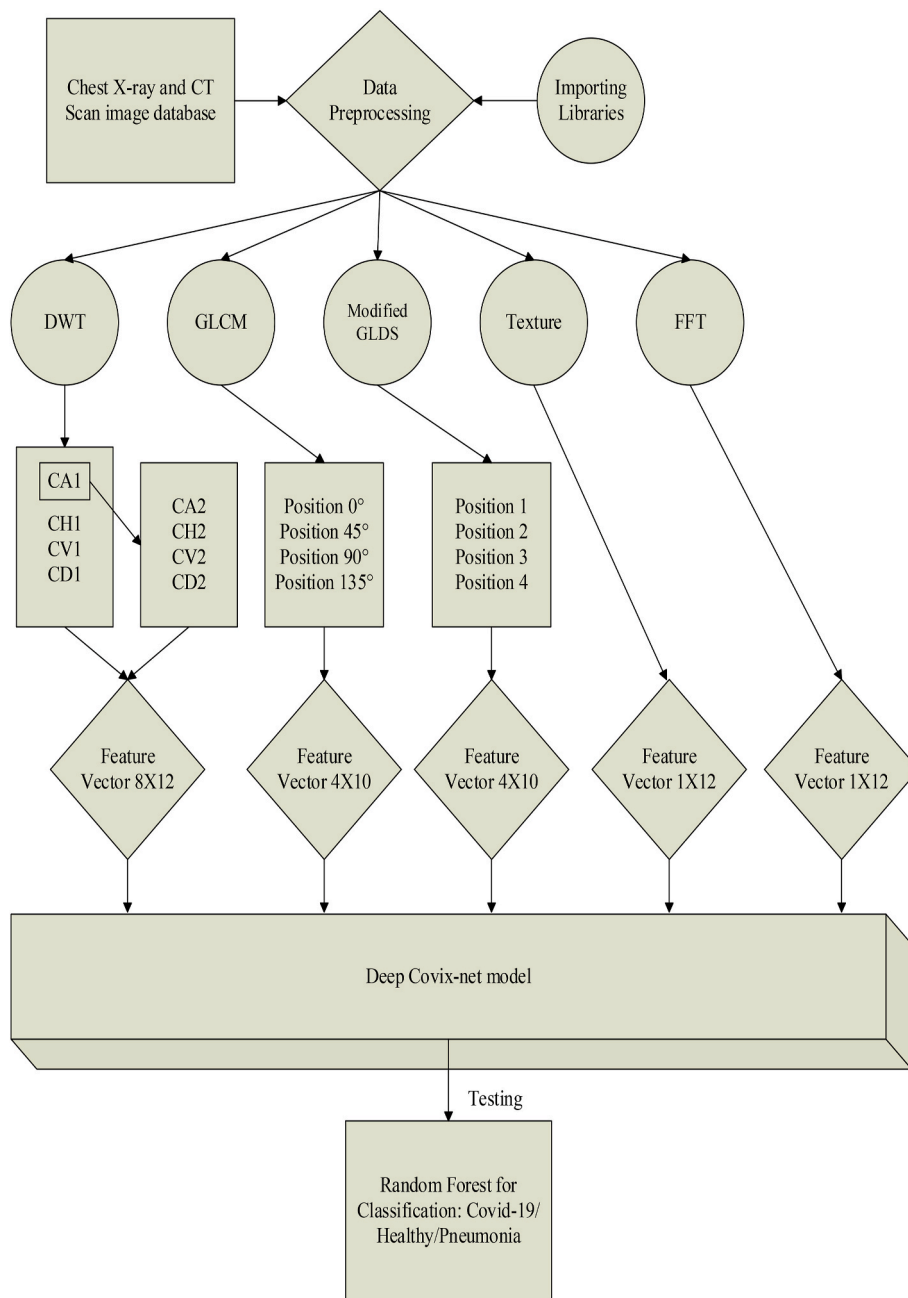 Chest X-ray and CT
Scan image database
Data
Preprocessing
Importing
Libraries
DWT
GLCM
Modified
GLDS
Texture
FFT
CA1
CH1
CV1
CD1
CA2
CH2
CV2
CD2
Position 0°
Position 45°
Position 90°
Position 135°
Position 1
Position 2
Position 3
Position 4
Feature
Vector 8X12
Feature
Vector 4X10
Feature
Vector 4X10
Feature
Vector 1X12
Feature
Vector 1X12
Deep Covix-net model
Testing
Random Forest for
Classification: Covid-19/
Healthy/Pneumonia